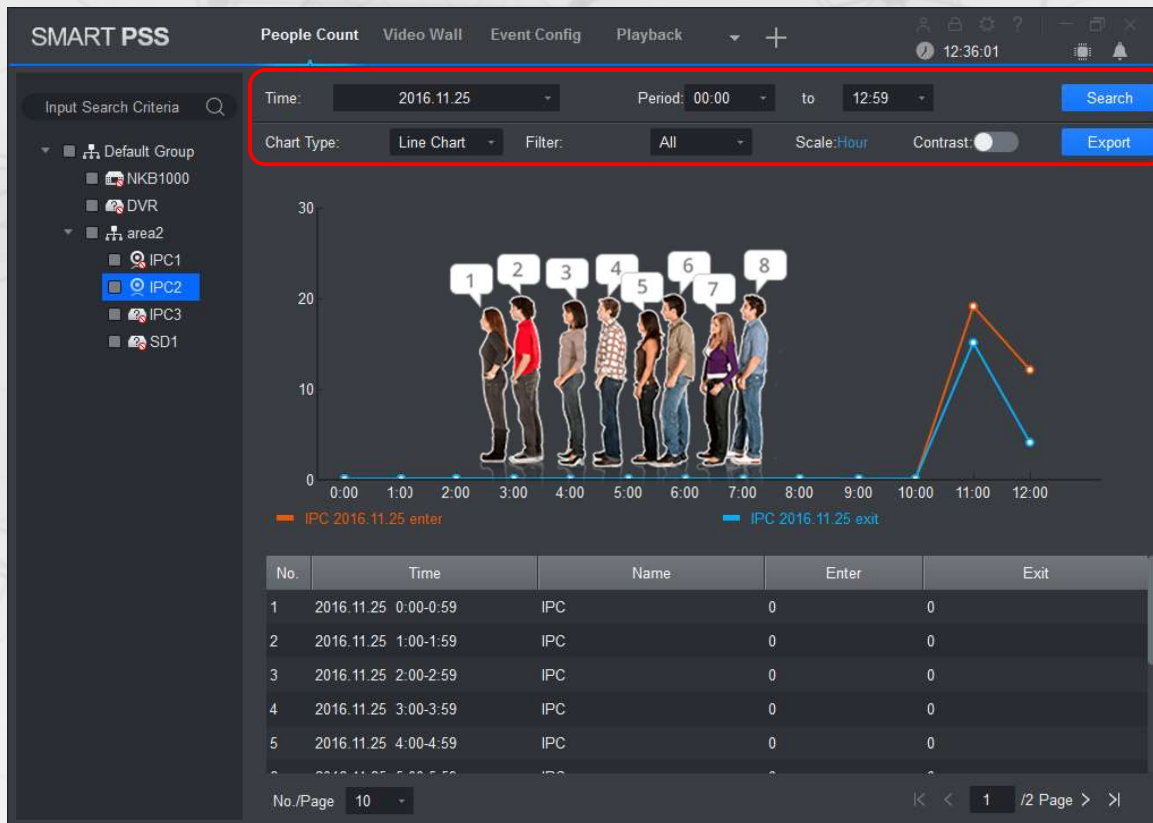 SMART PSS
People Count Video Wall Event Config Playback
12:36:01
Input Search Criteria
Default Group
NKB1000
DVR
area2
IPC1
IPC2
IPC3
SD1
Time: 2016.11.25 Period: 00:00 to 12:59 Search
Chart Type: Line Chart Filter: All Scale:Hour Contrast: Export
30
20
10
0
1 2 3 4 5 6 7 8
0:00 1:00 2:00 3:00 4:00 5:00 6:00 7:00 8:00 9:00 10:00 11:00 12:00
IPC 2016.11.25 enter IPC 2016.11.25 exit
No. Time Name Enter Exit
1 2016.11.25 0:00-0:59 IPC 0 0
2 2016.11.25 1:00-1:59 IPC 0 0
3 2016.11.25 2:00-2:59 IPC 0 0
4 2016.11.25 3:00-3:59 IPC 0 0
5 2016.11.25 4:00-4:59 IPC 0 0
No./Page 10 1 /2 Page